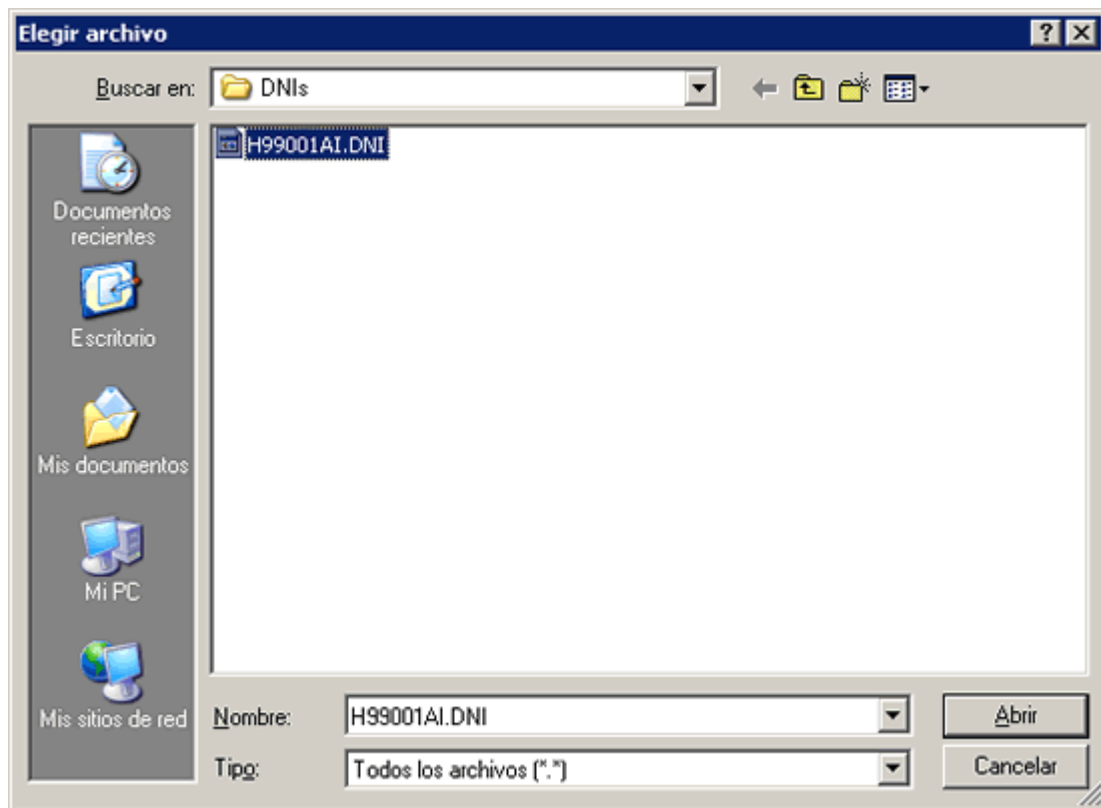 Elegir archivo
Buscar en:
DNIs
H99001AI.DNI
Documentos
recientes
Escritorio
Mis documentos
Mi PC
Mis sitios de red
Nombre:
H99001AI.DNI
Abrir
Tipo:
Todos los archivos (*.*)
Cancelar